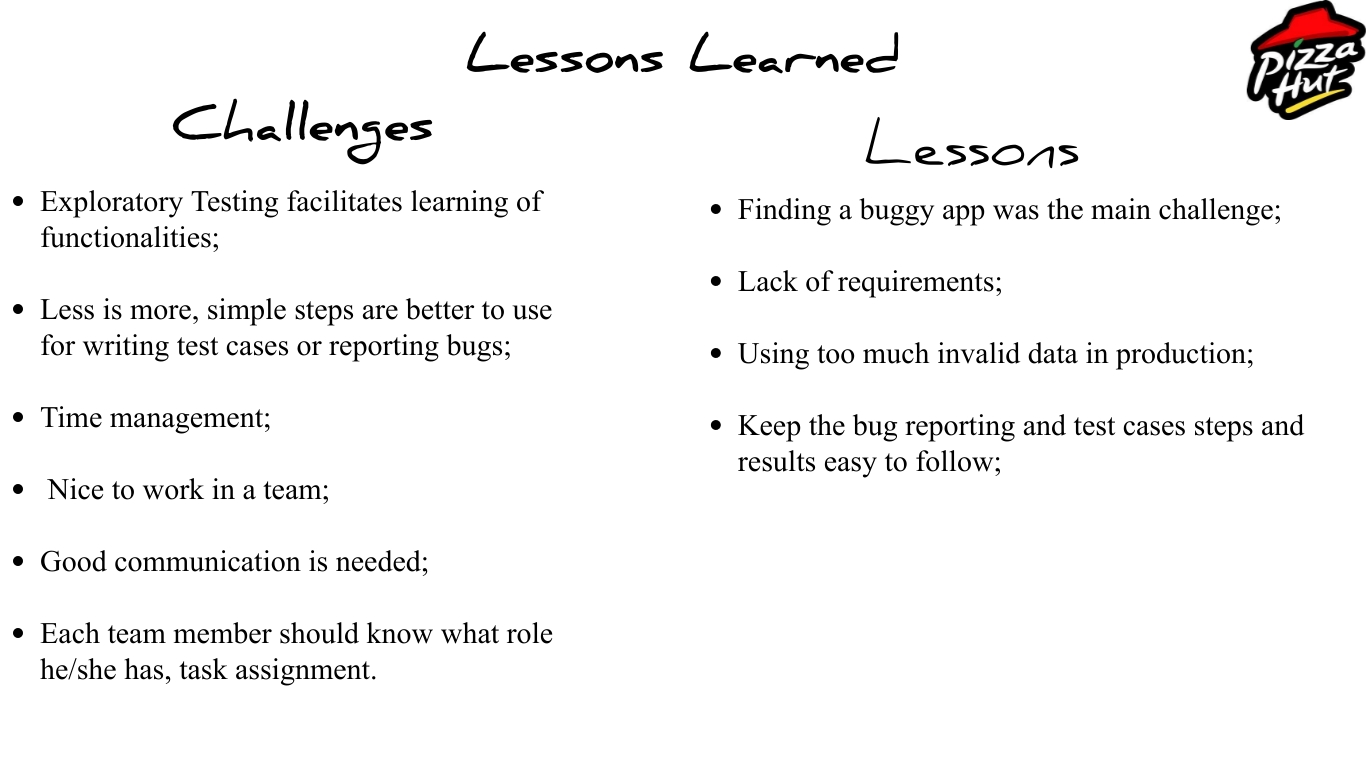 Lessons Learned
Pizza
Hut
Challenges
• Exploratory Testing facilitates learning of
functionalities;
• Less is more, simple steps are better to use
for writing test cases or reporting bugs;
• Time management;
• Nice to work in a team;
• Good communication is needed;
• Each team member should know what role
he/she has, task assignment.
Lessons
• Finding a buggy app was the main challenge;
• Lack of requirements;
• Using too much invalid data in production;
• Keep the bug reporting and test cases steps and
results easy to follow;